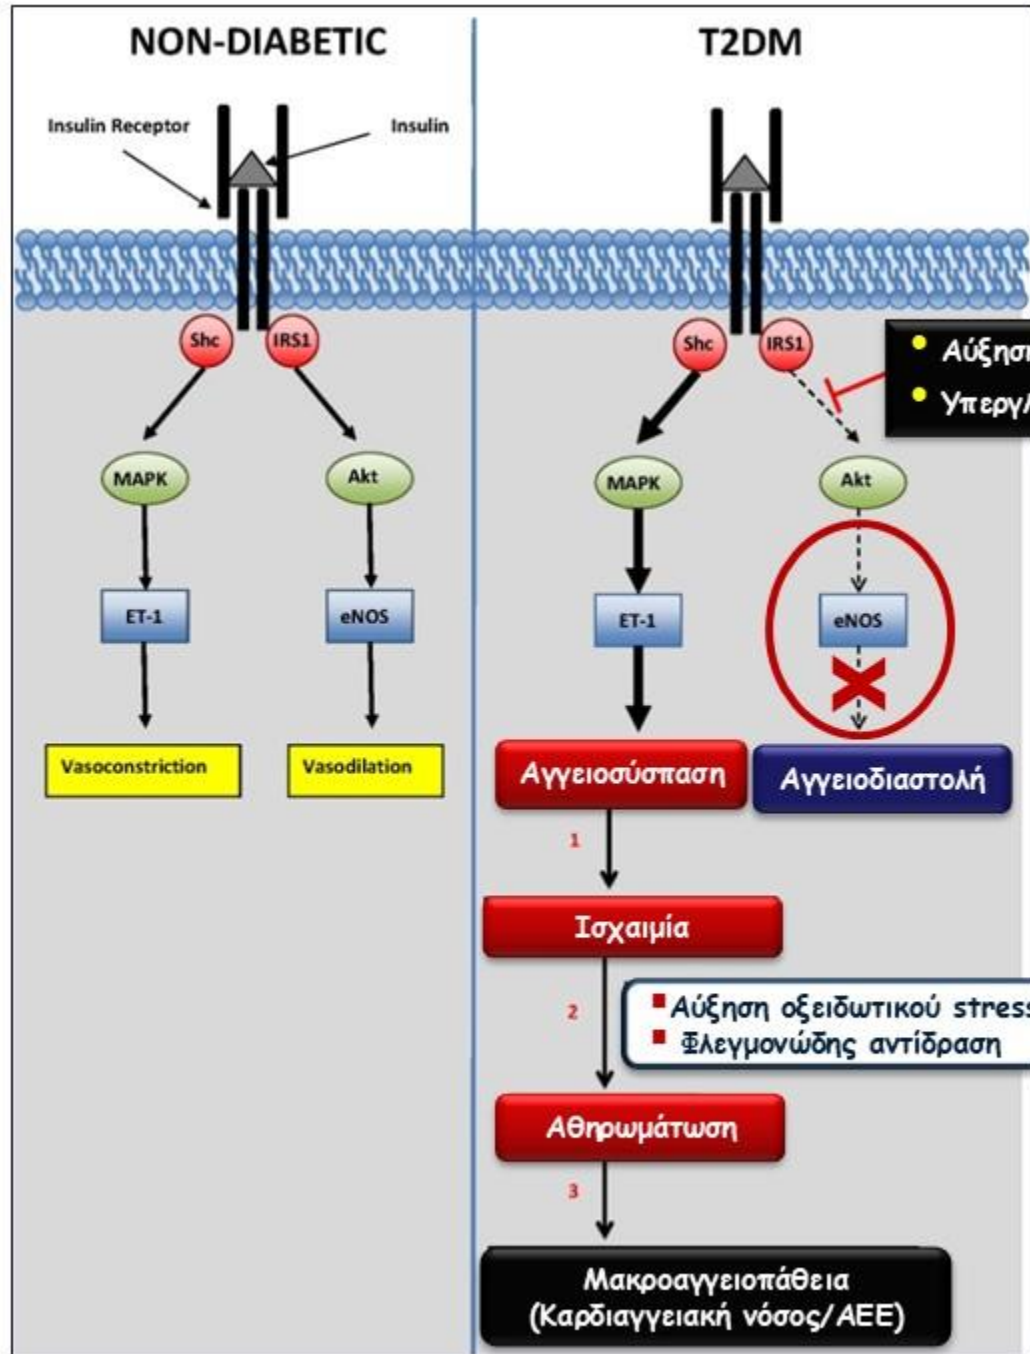 NON-DIABETIC
Insulin Receptor
Insulin
Shc
IRS1
MAPK
Akt
ET-1
eNOS
Vasoconstriction
Vasodilation
T2DM
Shc
IRS1
• Αύξηση
• Υπεργλ
MAPK
Akt
ET-1
eNOS
Αγγειοσύσπαση
Αγγειοδιαστολή
1
Ισχαιμία
2
▪ Αύξηση οξειδωτικού stress
▪ Φλεγμονώδης αντίδραση
Αθηρωμάτωση
3
Μακροαγγειοπάθεια
(Καρδιαγγειακή νόσος/ΑΕΕ)